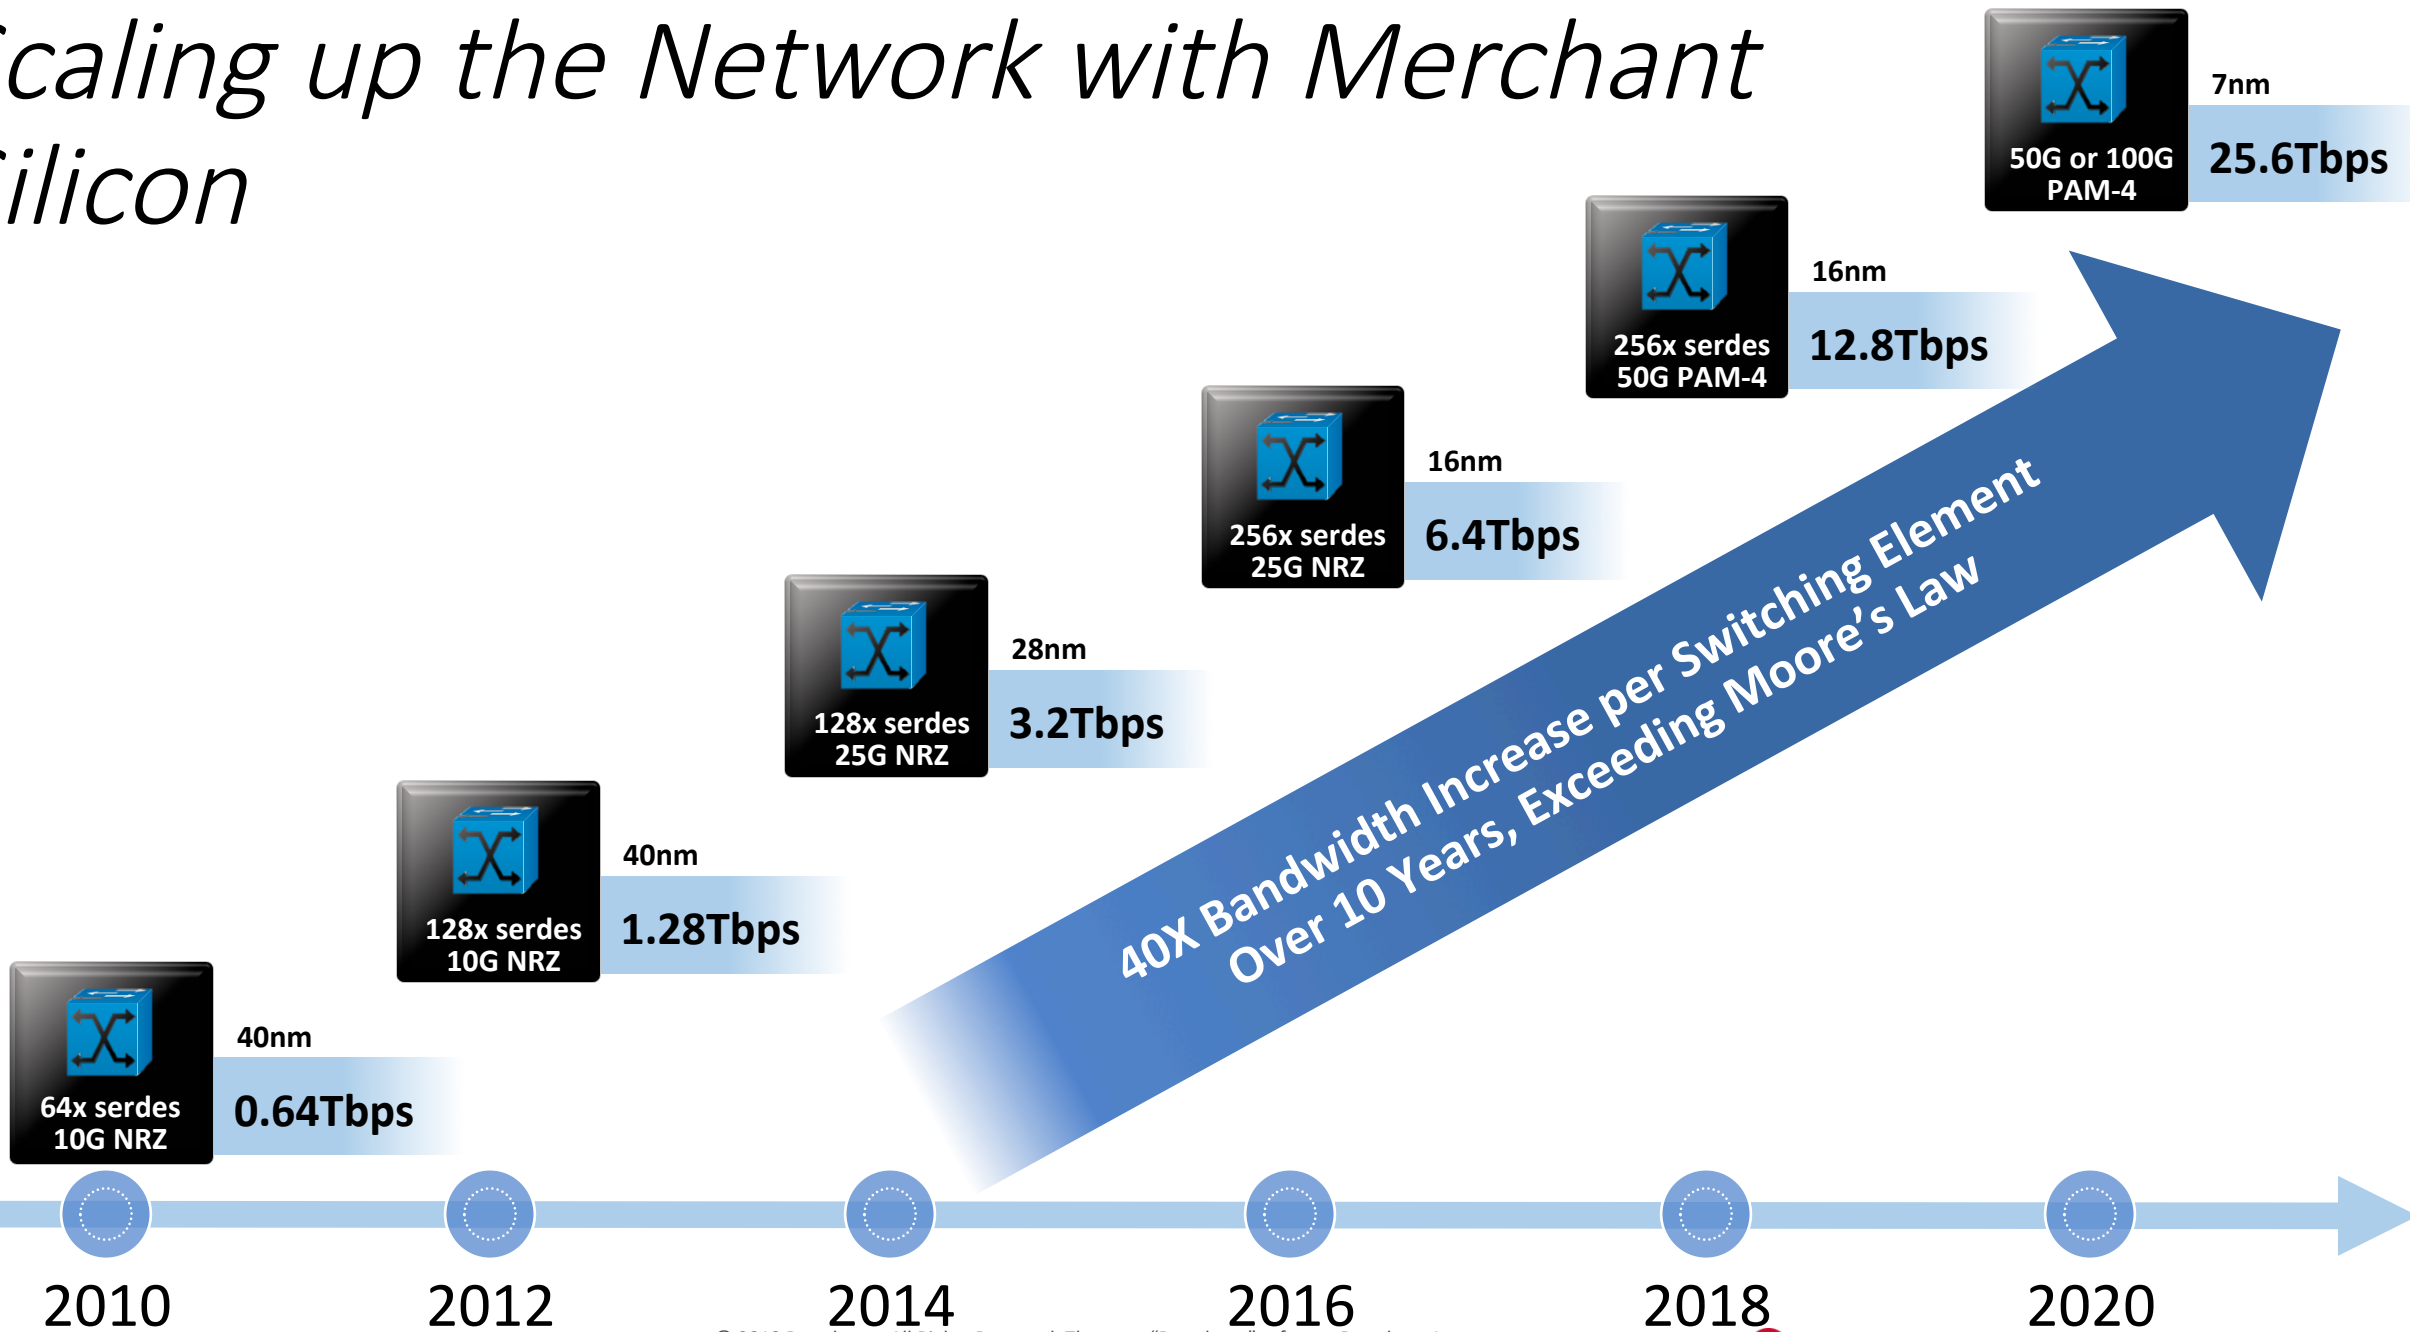 Scaling up the Network with Merchant
Silicon
7nm
25.6Tbps
50G or 100G
PAM-4
16nm
12.8Tbps
256x serdes
50G PAM-4
16nm
6.4Tbps
256x serdes
25G NRZ
28nm
3.2Tbps
128x serdes
25G NRZ
40nm
1.28Tbps
128x serdes
10G NRZ
40nm
0.64Tbps
64x serdes
10G NRZ
40X Bandwidth Increase per Switching Element
Over 10 Years, Exceeding Moore's Law
2010
2012
2014
2016
2018
2020